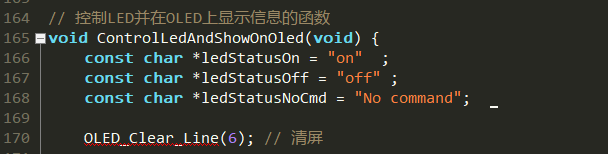 164 // 控制LED并在OLED上显示信息的函数
165 void ControlLedAndShowOnOled(void) {
166 const char *ledStatusOn = "on"  ;
167 const char *ledStatusOff = "off" ;
168 const char *ledStatusNoCmd = "No command";
169
170 OLED_Clear_Line(6); // 清屏